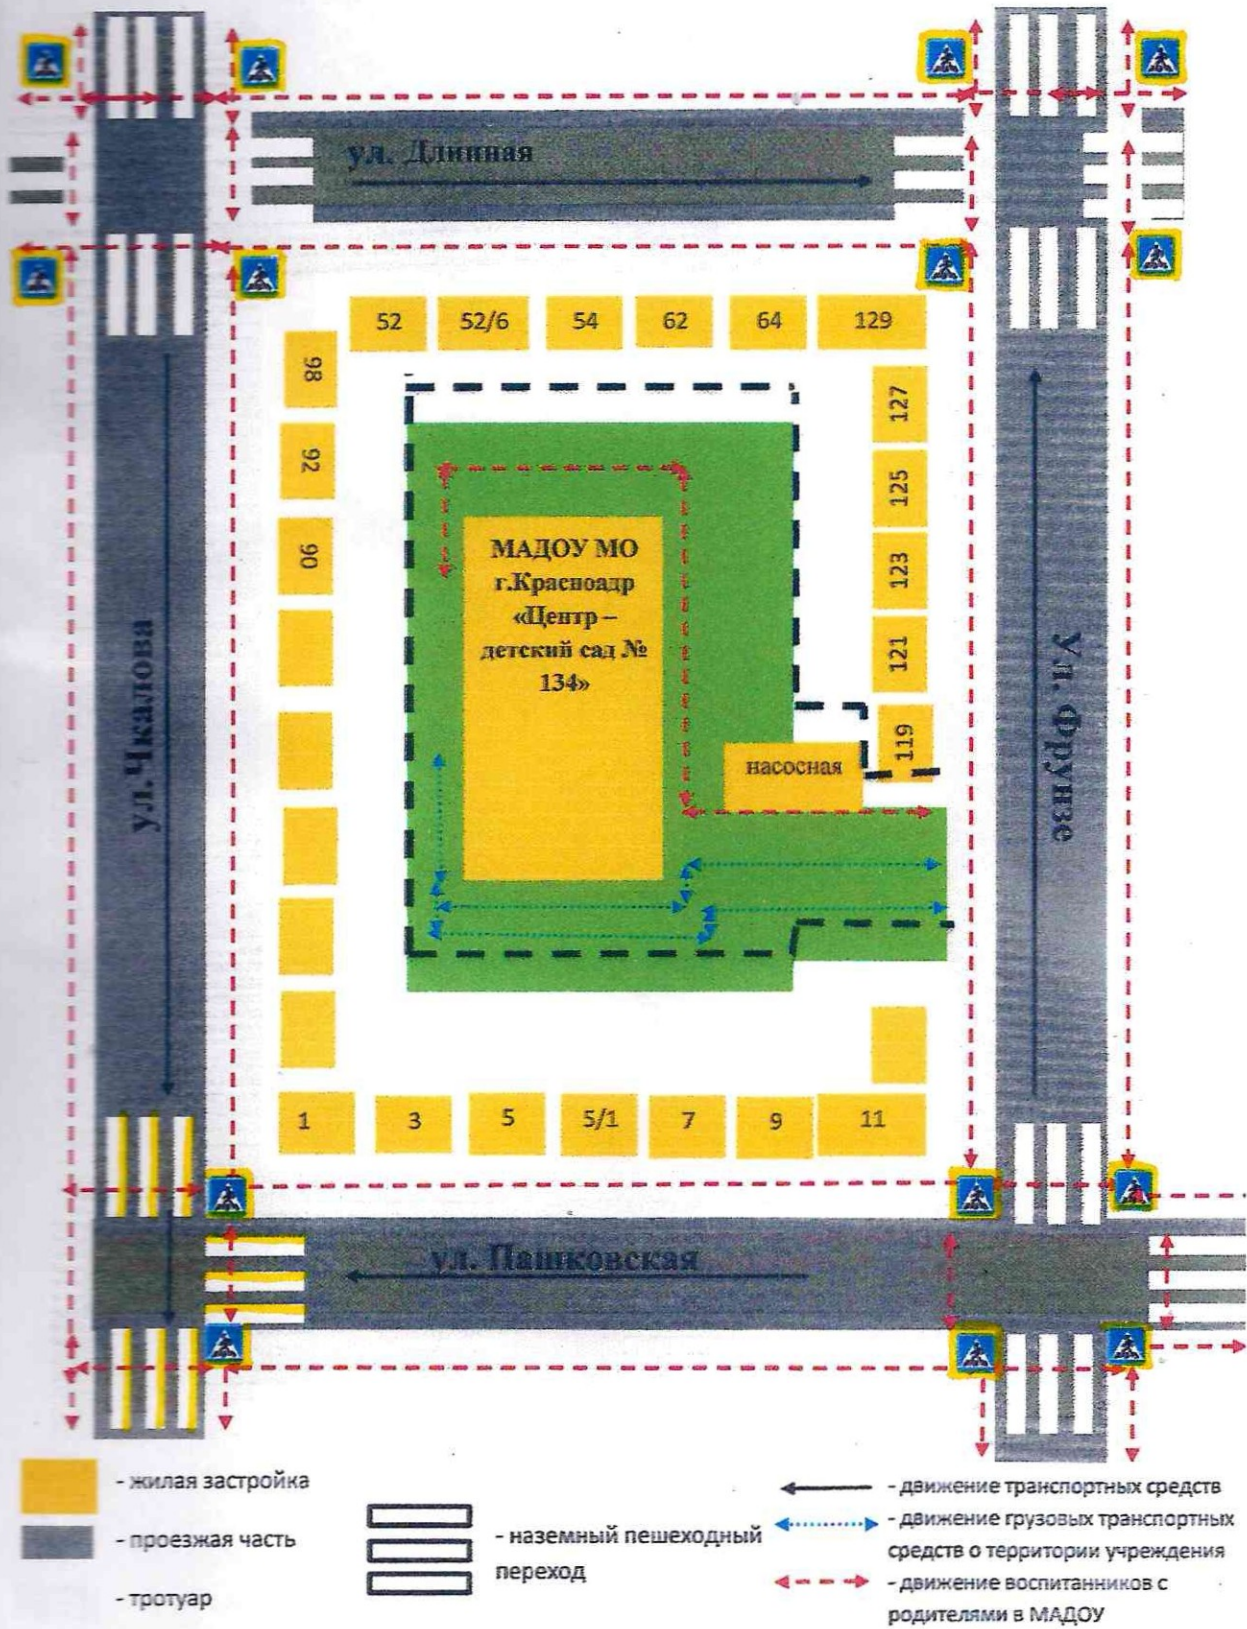 ул. Длинная
52
52/6
54
62
64
129
98
92
90
127
125
123
121
119
МАДОУ МО
г.Красноадр
«Центр –
детский сад №
134»
насосная
ул.Чкалова
Ул. Фрунзе
1
3
5
5/1
7
9
11
ул. Пашковская
- жилая застройка
- проезжая часть
- тротуар
- наземный пешеходный
переход
- движение транспортных средств
- движение грузовых транспортных
средств о территории учреждения
- движение воспитанников с
родителями в МАДОУ